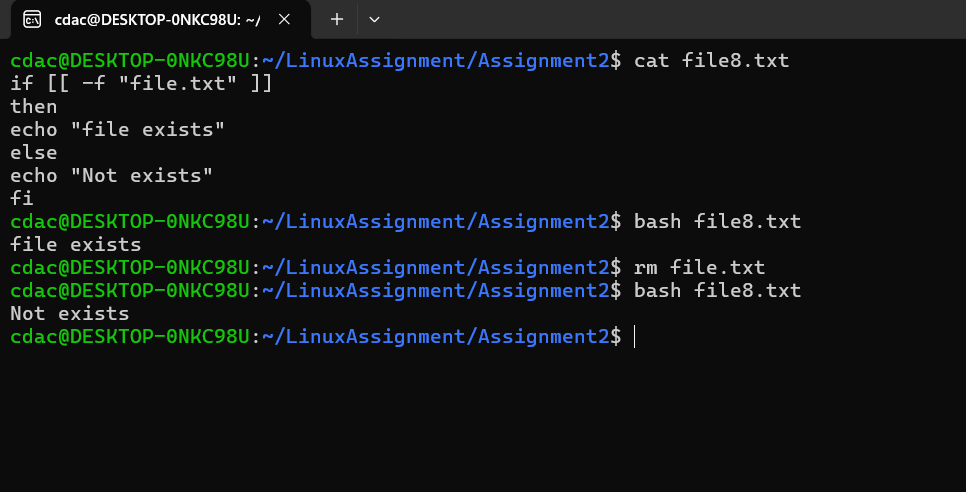 cdac@DESKTOP-0NKC98U: ~/
cdac@DESKTOP-0NKC98U:~/LinuxAssignment/Assignment2$ cat file8.txt
if [[ -f "file.txt" ]]
then
echo "file exists"
else
echo "Not exists"
fi
cdac@DESKTOP-0NKC98U:~/LinuxAssignment/Assignment2$ bash file8.txt
file exists
cdac@DESKTOP-0NKC98U:~/LinuxAssignment/Assignment2$ rm file.txt
cdac@DESKTOP-0NKC98U:~/LinuxAssignment/Assignment2$ bash file8.txt
Not exists
cdac@DESKTOP-0NKC98U:~/LinuxAssignment/Assignment2$